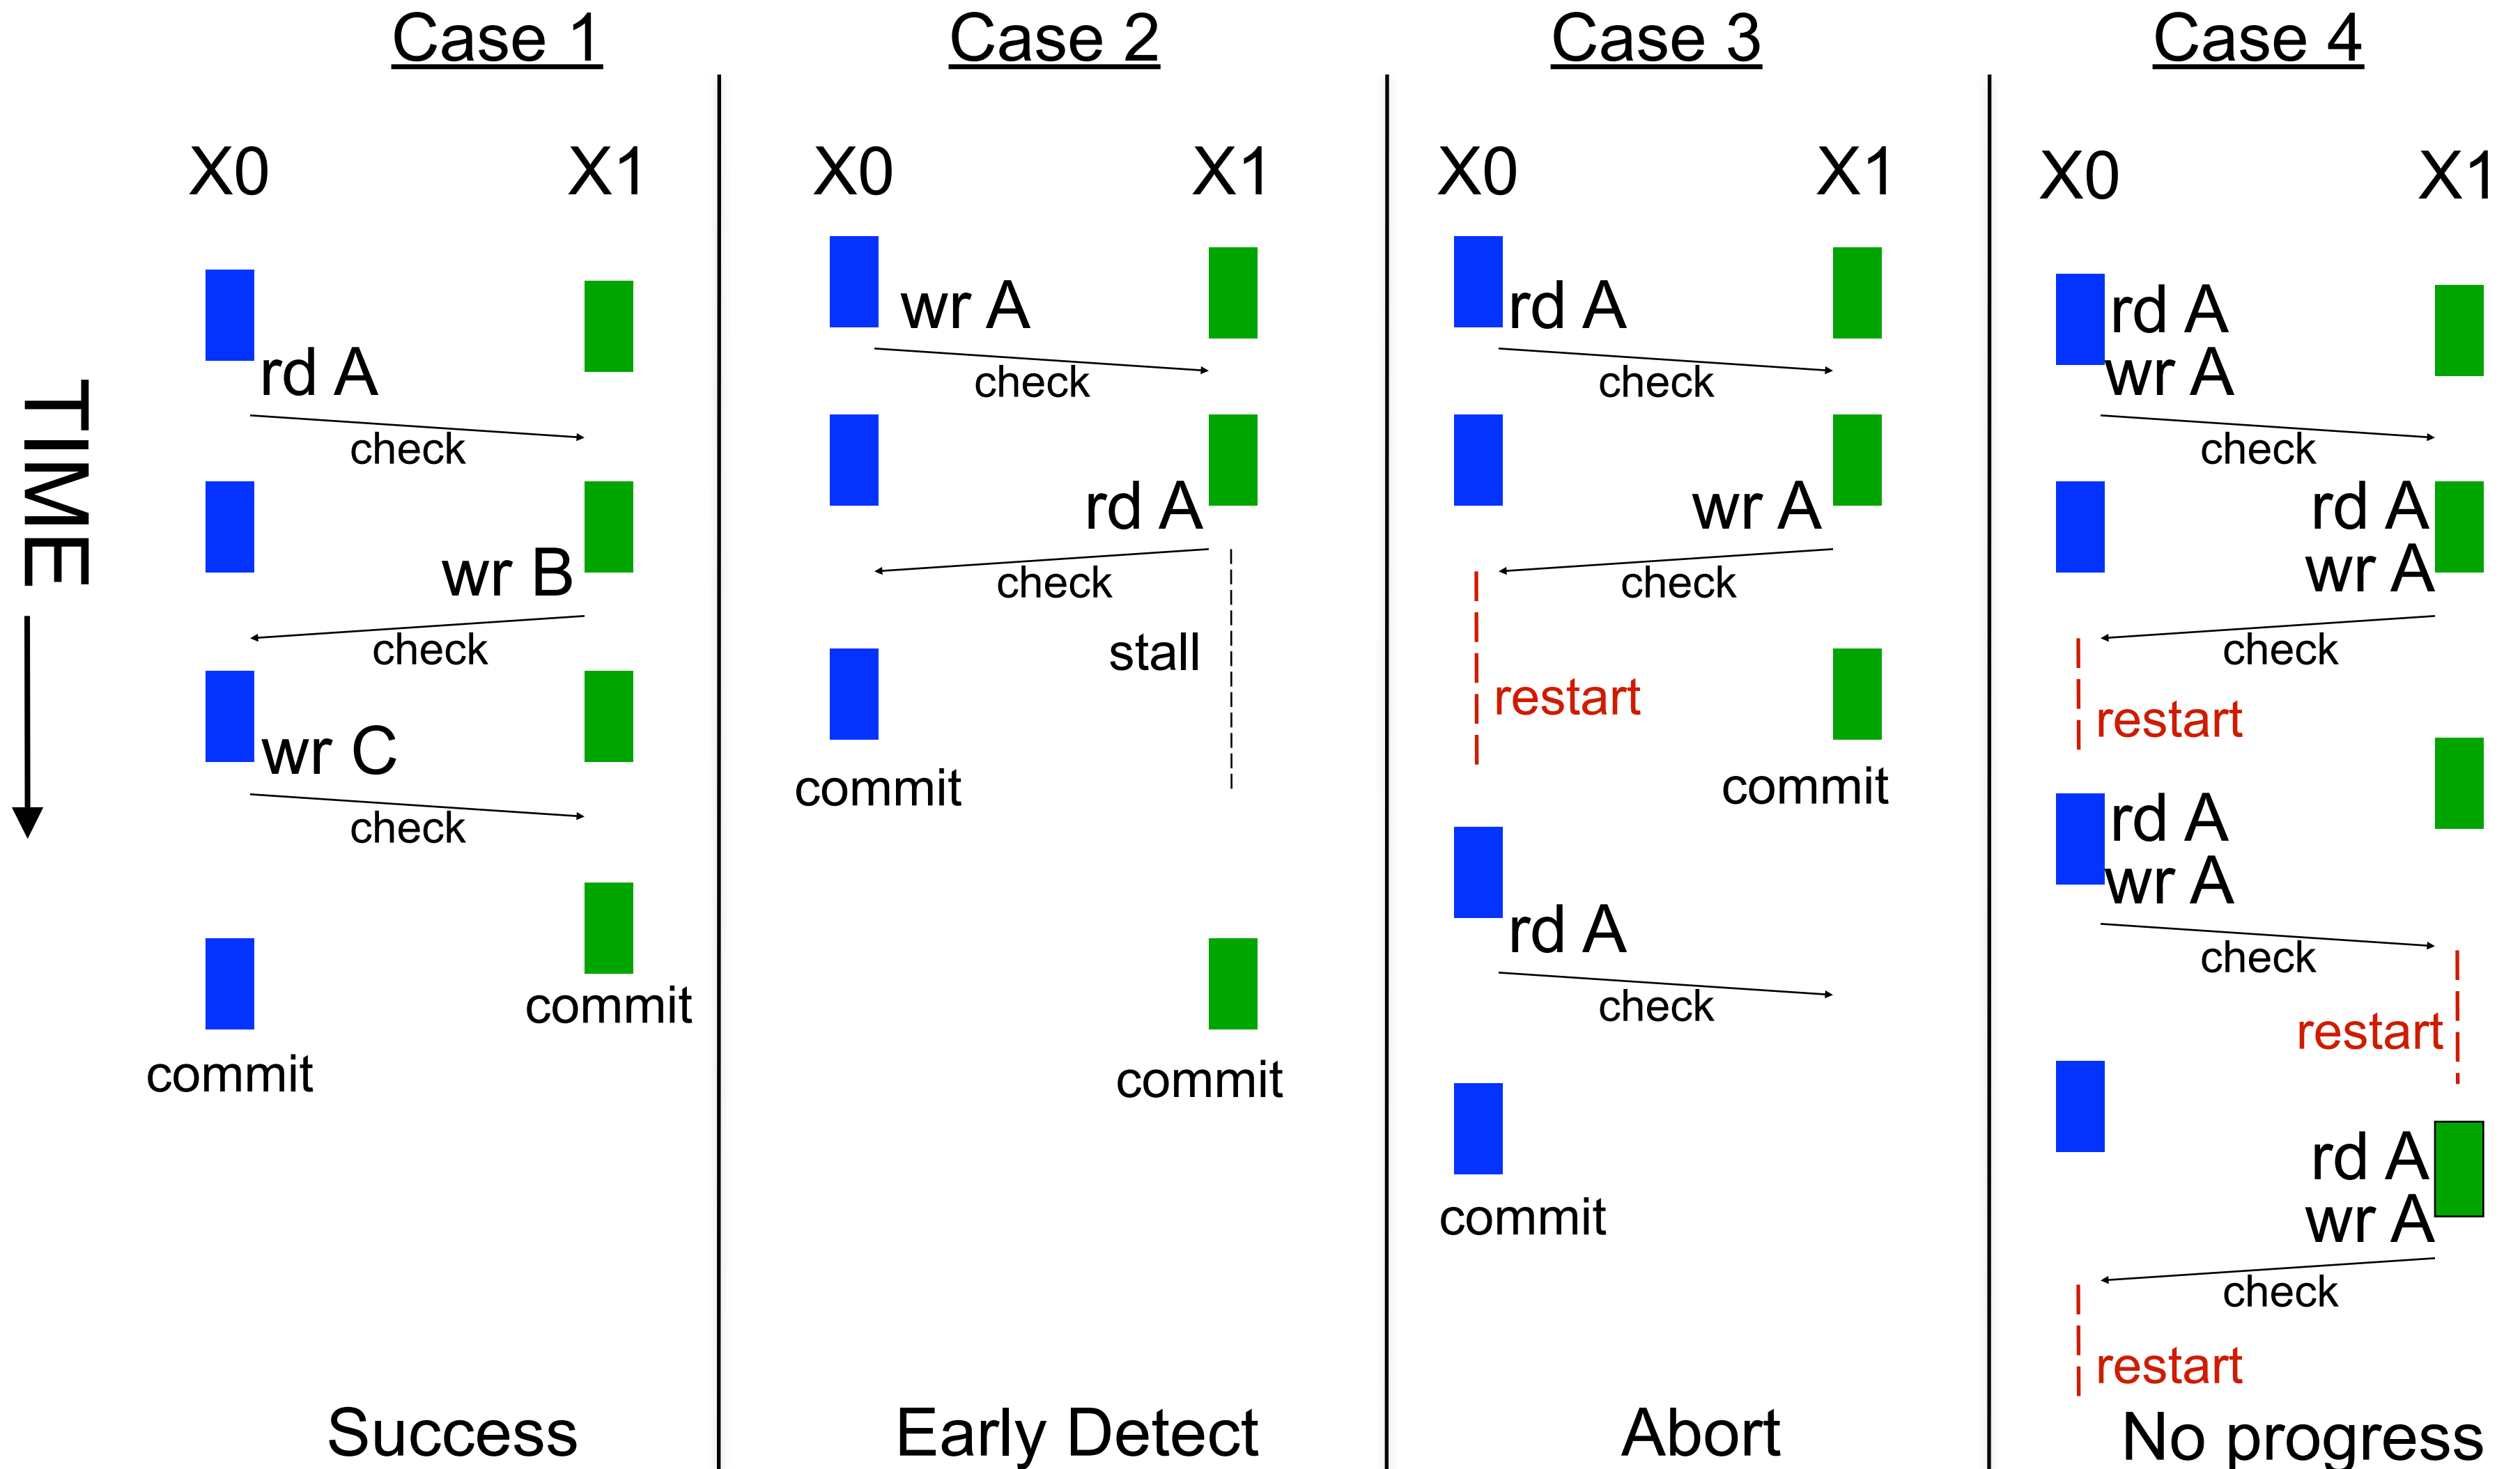 Case 1
Case 2
Case 3
Case 4
TIME
X0
X1
rd A
check
wr B
check
wr C
check
commit
commit
Success
X0
X1
wr A
check
rd A
check
stall
commit
commit
Early Detect
X0
X1
rd A
check
wr A
check
restart
commit
rd A
check
commit
Abort
X0
X1
rd A
wr A
check
rd A
wr A
check
restart
rd A
wr A
check
restart
rd A
wr A
check
restart
No progress